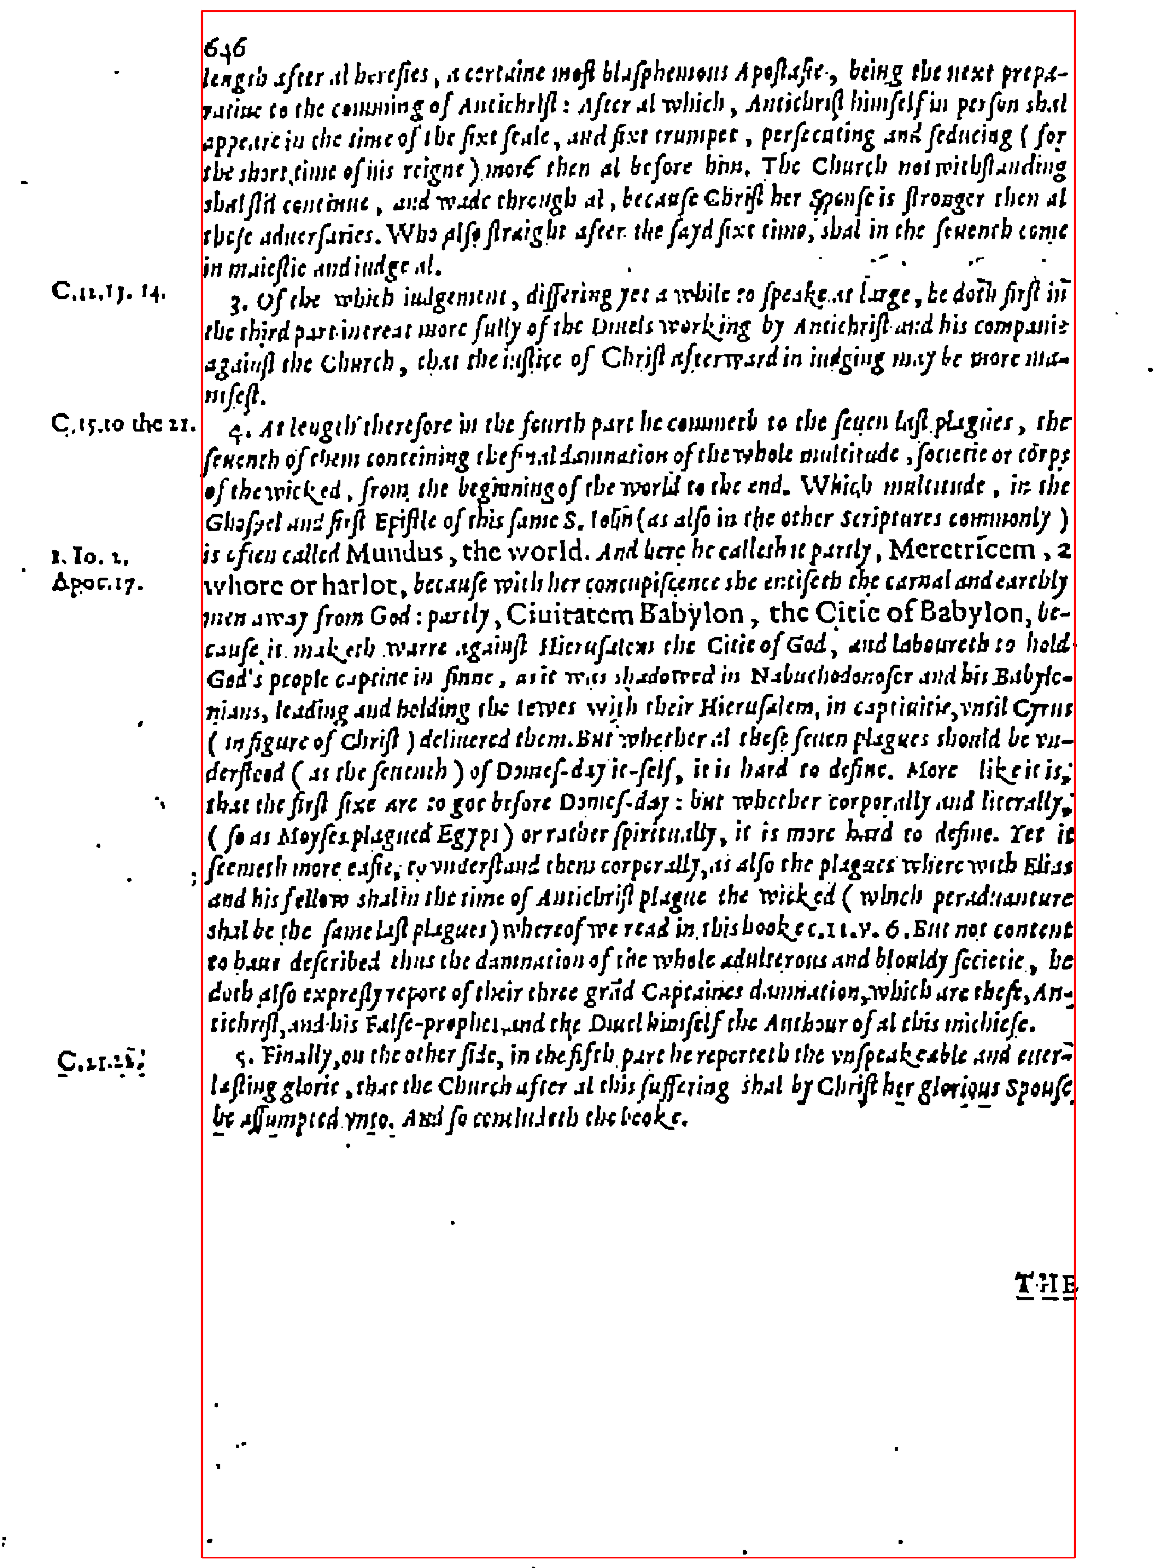 646
length after al heresies, a certaine most blasphemous Apostasie, being the next prepa-
ratiue to the comming of Antichrist: After al which, Antichrist himself in person shal
appeare in the time of the sixt seale, and sixt trumpet, persecuting and seducing (for
the short time of his reigne) more then al before him. The Church notwithstanding
shal stil continue, and wade through al, because Christ her Spouse is stronger then al
these aduersaries. Who also straight after the sayd sixt time, shal in the seuenth come
in maiestie and iudge al.
C.12.13. 14.
3. Of the which iudgement, differing yet a while to speake at large, he doth first in
the third part intreat more fully of the Diuels working by Antichrist and his companie
against the Church, that the iustice of Christ afterward in iudging may be more ma-
nifest.
C.15.to the 21.
4. At length therefore in the fourth part he commeth to the seuen last plagues, the
seuenth of them conteining the final damnation of the whole multitude, societie or corps
of the wicked, from the beginning of the world to the end. Which multitude, in the
Ghospel and first Epistle of this same S. Iohn (as also in the other Scriptures commonly)
1. Io. 2.
is often called Mundus, the world. And here he calleth it partly, Meretricem, a
Apoc.17.
whore or harlot, because with her concupiscence she entiseth the carnal and earthly
men away from God: partly, Ciuitatem Babylon, the Citie of Babylon, be-
cause it maketh warre against Hierusalem the Citie of God, and laboureth to hold
God's people captiue in sinne, as it was shadowed in Nabuchodonosor and his Babylo-
nians, leading and holding the Iewes with their Hierusalem, in captiuitie, vntil Cyrus
(in figure of Christ) deliuered them. But whether al these seuen plagues should be vn-
derstood (as the seuenth) of Domes-day it-self, it is hard to define. More like it is,
that the first sixe are to goe before Domes-day: but whether corporally and literally,
(so as Moyses plagued Egypt) or rather spiritually, it is more hard to define. Yet it
seemeth more easie, to vnderstand them corporally, as also the plagues wherewith Elias
and his fellow shal in the time of Antichrist plague the wicked (which peraduanture
shal be the same last plagues) whereof we read in this booke c.11.v. 6. But not content
to haue described thus the damnation of the whole adulterous and bloudy societie, he
doth also expresly report of their three grãd Captaines damnation, which are these, An-
tichrist, and his False-prophet, and the Diuel himself the Authour of al this mischiefe.
C.21.22.
5. Finally, on the other side, in the fifth part he reporteth the vnspeakeable and euer-
lasting glorie, that the Church after al this suffering shal by Christ her glorious Spouse
be assumpted vnto. And so concludeth the booke.
THE